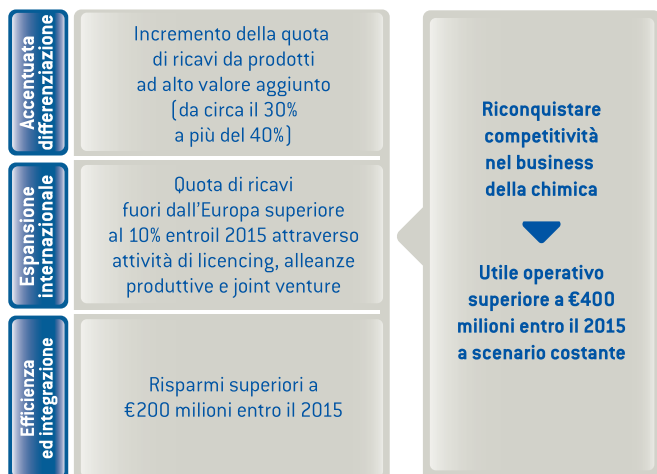 Accentuata
differenziazione
Incremento della quota
di ricavi da prodotti
ad alto valore aggiunto
(da circa il 30%
a più del 40%)
Espansione
internazionale
Quota di ricavi
fuori dall'Europa superiore
al 10% entroil 2015 attraverso
attività di licencing, alleanze
produttive e joint venture
Efficienza
ed integrazione
Risparmi superiori a
€200 milioni entro il 2015
Riconquistare
competitività
nel business
della chimica
Utile operativo
superiore a €400
milioni entro il 2015
a scenario costante